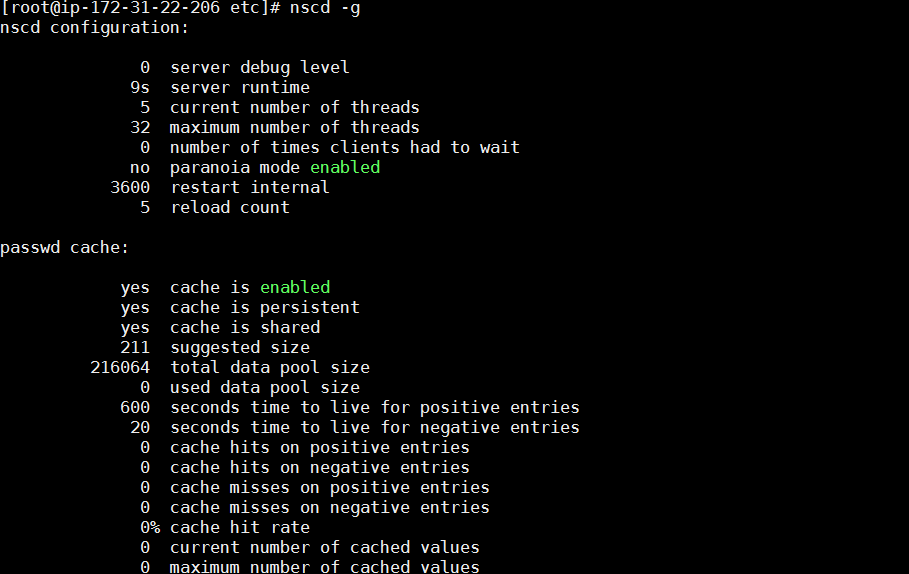 [root@ip-172-31-22-206 etc]# nscd -g
nscd configuration:
0 server debug level
9s server runtime
5 current number of threads
32 maximum number of threads
0 number of times clients had to wait
no paranoia mode enabled
3600 restart internal
5 reload count
passwd cache:
yes cache is enabled
yes cache is persistent
yes cache is shared
211 suggested size
216064 total data pool size
0 used data pool size
600 seconds time to live for positive entries
20 seconds time to live for negative entries
0 cache hits on positive entries
0 cache hits on negative entries
0 cache misses on positive entries
0 cache misses on negative entries
0% cache hit rate
0 current number of cached values
0 maximum number of cached values